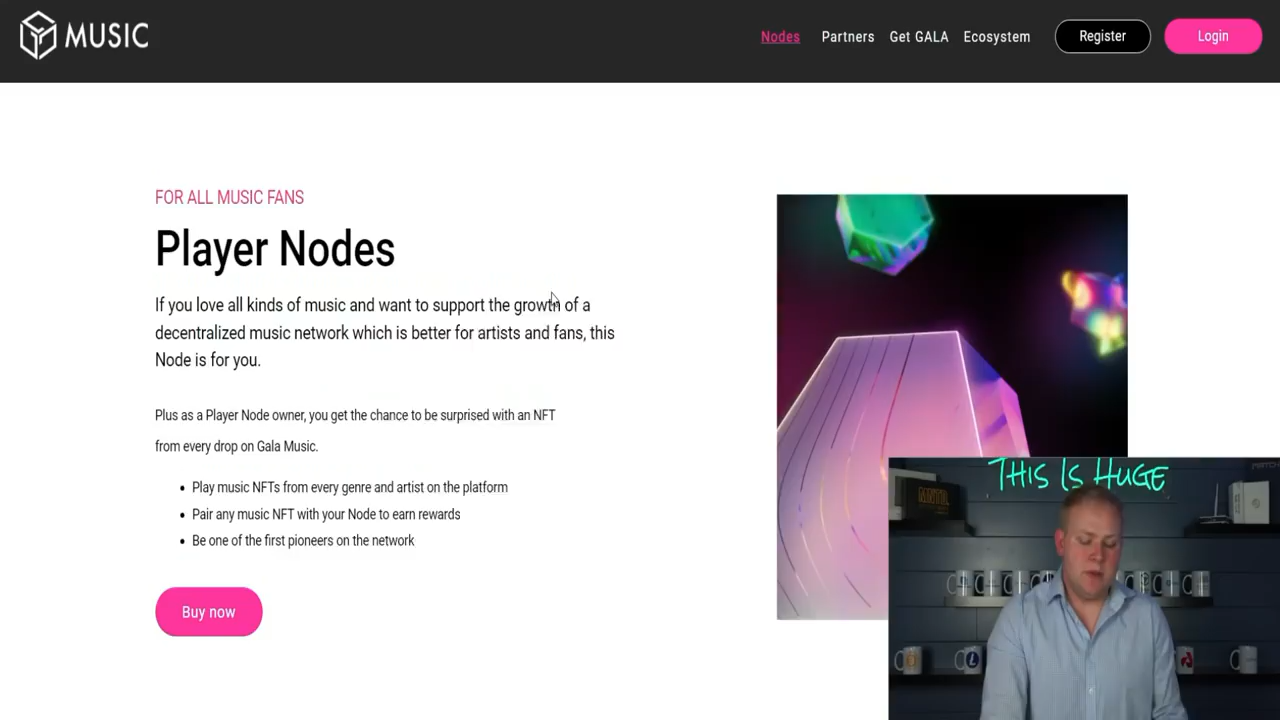 MUSIC
Nodes
Partners
Get GALA
Ecosystem
Register
Login
FOR ALL MUSIC FANS
Player Nodes
If you love all kinds of music and want to support the growth of a
decentralized music network which is better for artists and fans, this
Node is for you.
Plus as a Player Node owner, you get the chance to be surprised with an NFT
from every drop on Gala Music.
• Play music NFTs from every genre and artist on the platform
• Pair any music NFT with your Node to earn rewards
• Be one of the first pioneers on the network
Buy now
THIS IS HUGE